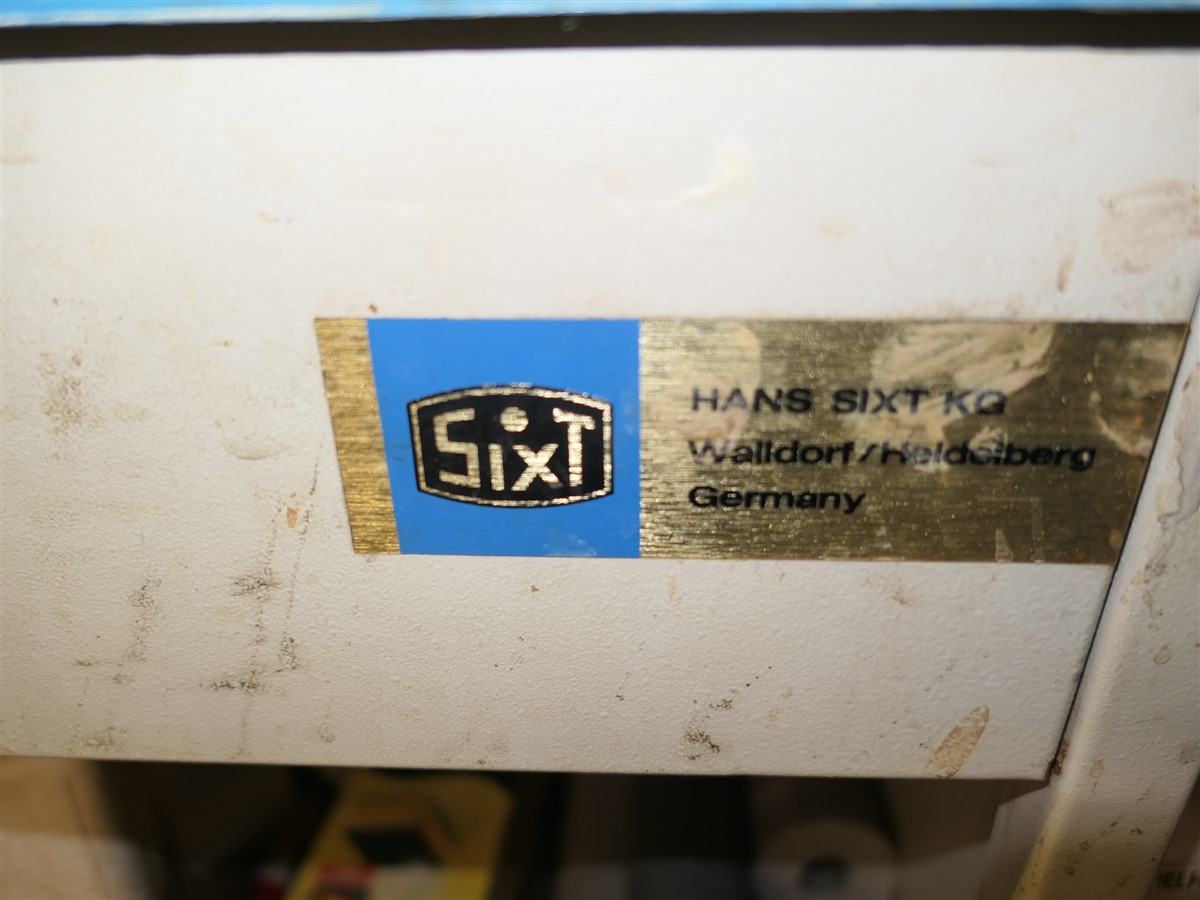 SixT
HANS SIXT KG
Walldorf/Heidelberg
Germany